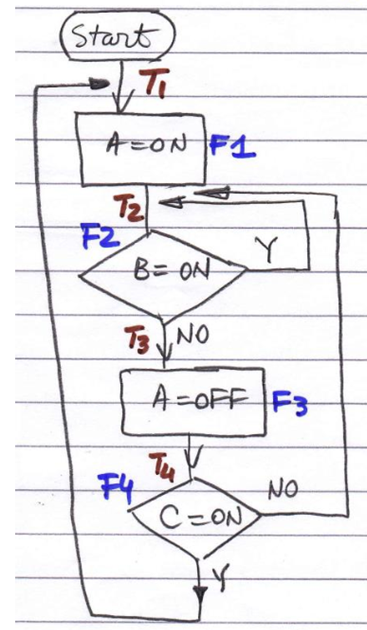 Start
T1
A=ON F1
T2
F2
B=ON Y
T3 NO
A=OFF F3
T4
F4 NO
C=ON
Y